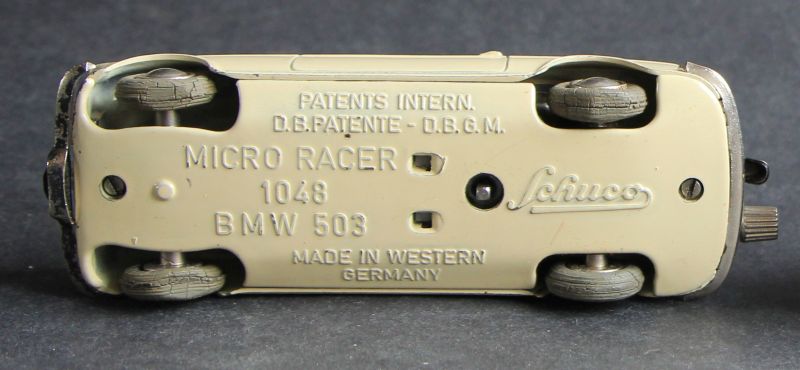 PATENTS INTERN.
D.B.PATENTE - D.B.G.M.
MICRO RACER
1048
BMW 503
Schuco
MADE IN WESTERN
GERMANY